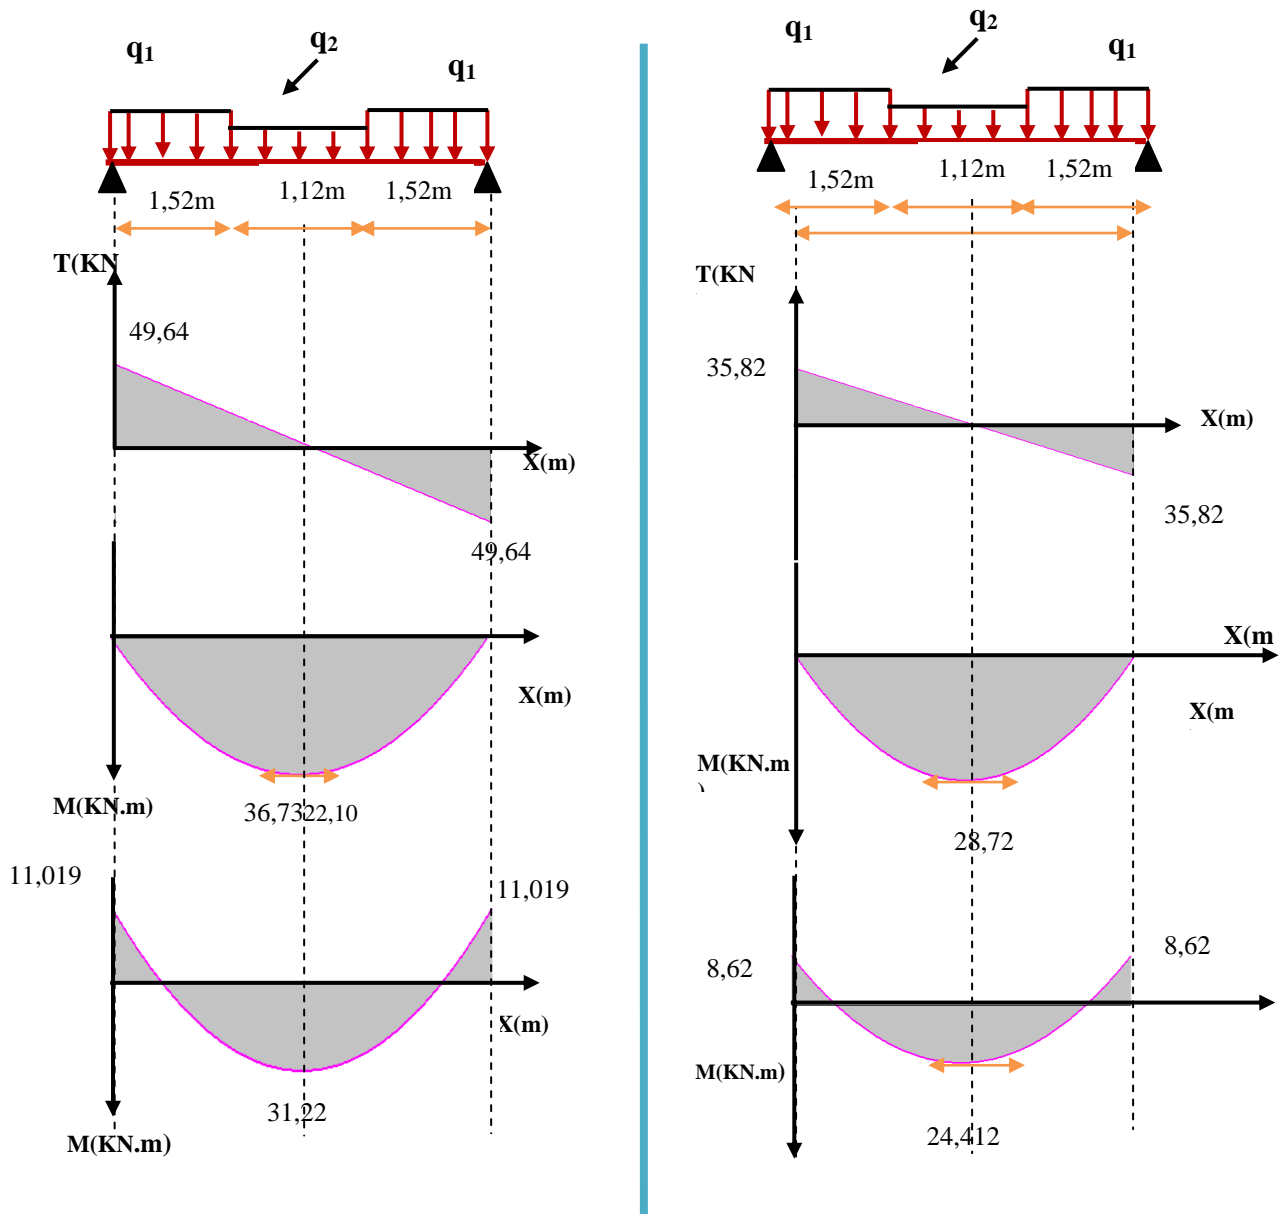 q1
q2
q1
1,52m
1,12m
1,52m
T(KN
49,64
X(m)
49,64
X(m)
M(KN.m)
36,7322,10
11,019
11,019
X(m)
31,22
M(KN.m)
q1
q2
q1
1,52m
1,12m
1,52m
T(KN
35,82
X(m)
35,82
X(m
X(m
M(KN.m
)
28,72
8,62
8,62
M(KN.m)
24,412